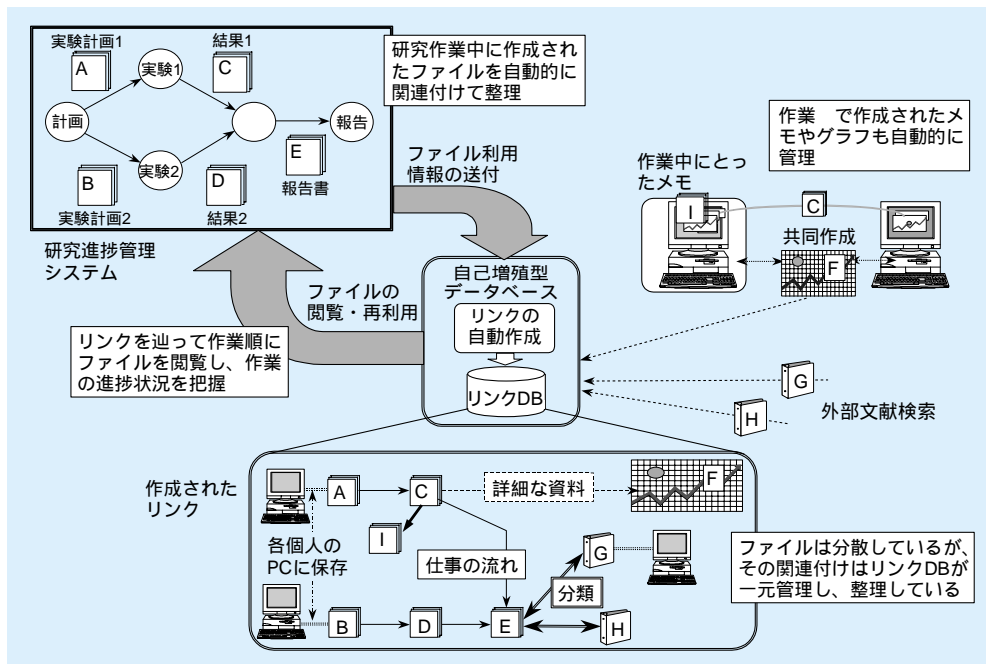 実験計画1
A
実験1
結果1
C
計画
報告
B
実験計画2
実験2
D
結果2
E
報告書
研究進捗管理
システム
研究作業中に作成され
たファイルを自動的に
関連付けて整理
ファイル利用
情報の送付
作業 で作成されたメ
モやグラフも自動的に
管理
作業中にとっ
たメモ
I
C
共同作成
F
自己増殖型
データベース
リンクの
自動作成
リンクDB
ファイルの
閲覧・再利用
リンクを辿って作業順に
ファイルを閲覧し、作業
の進捗状況を把握
G
H
外部文献検索
作成された
リンク
A
C
詳細な資料
F
I
各個人の
PCに保存
仕事の流れ
G
分類
B
D
E
H
ファイルは分散しているが、
その関連付けはリンクDBが
一元管理し、整理している